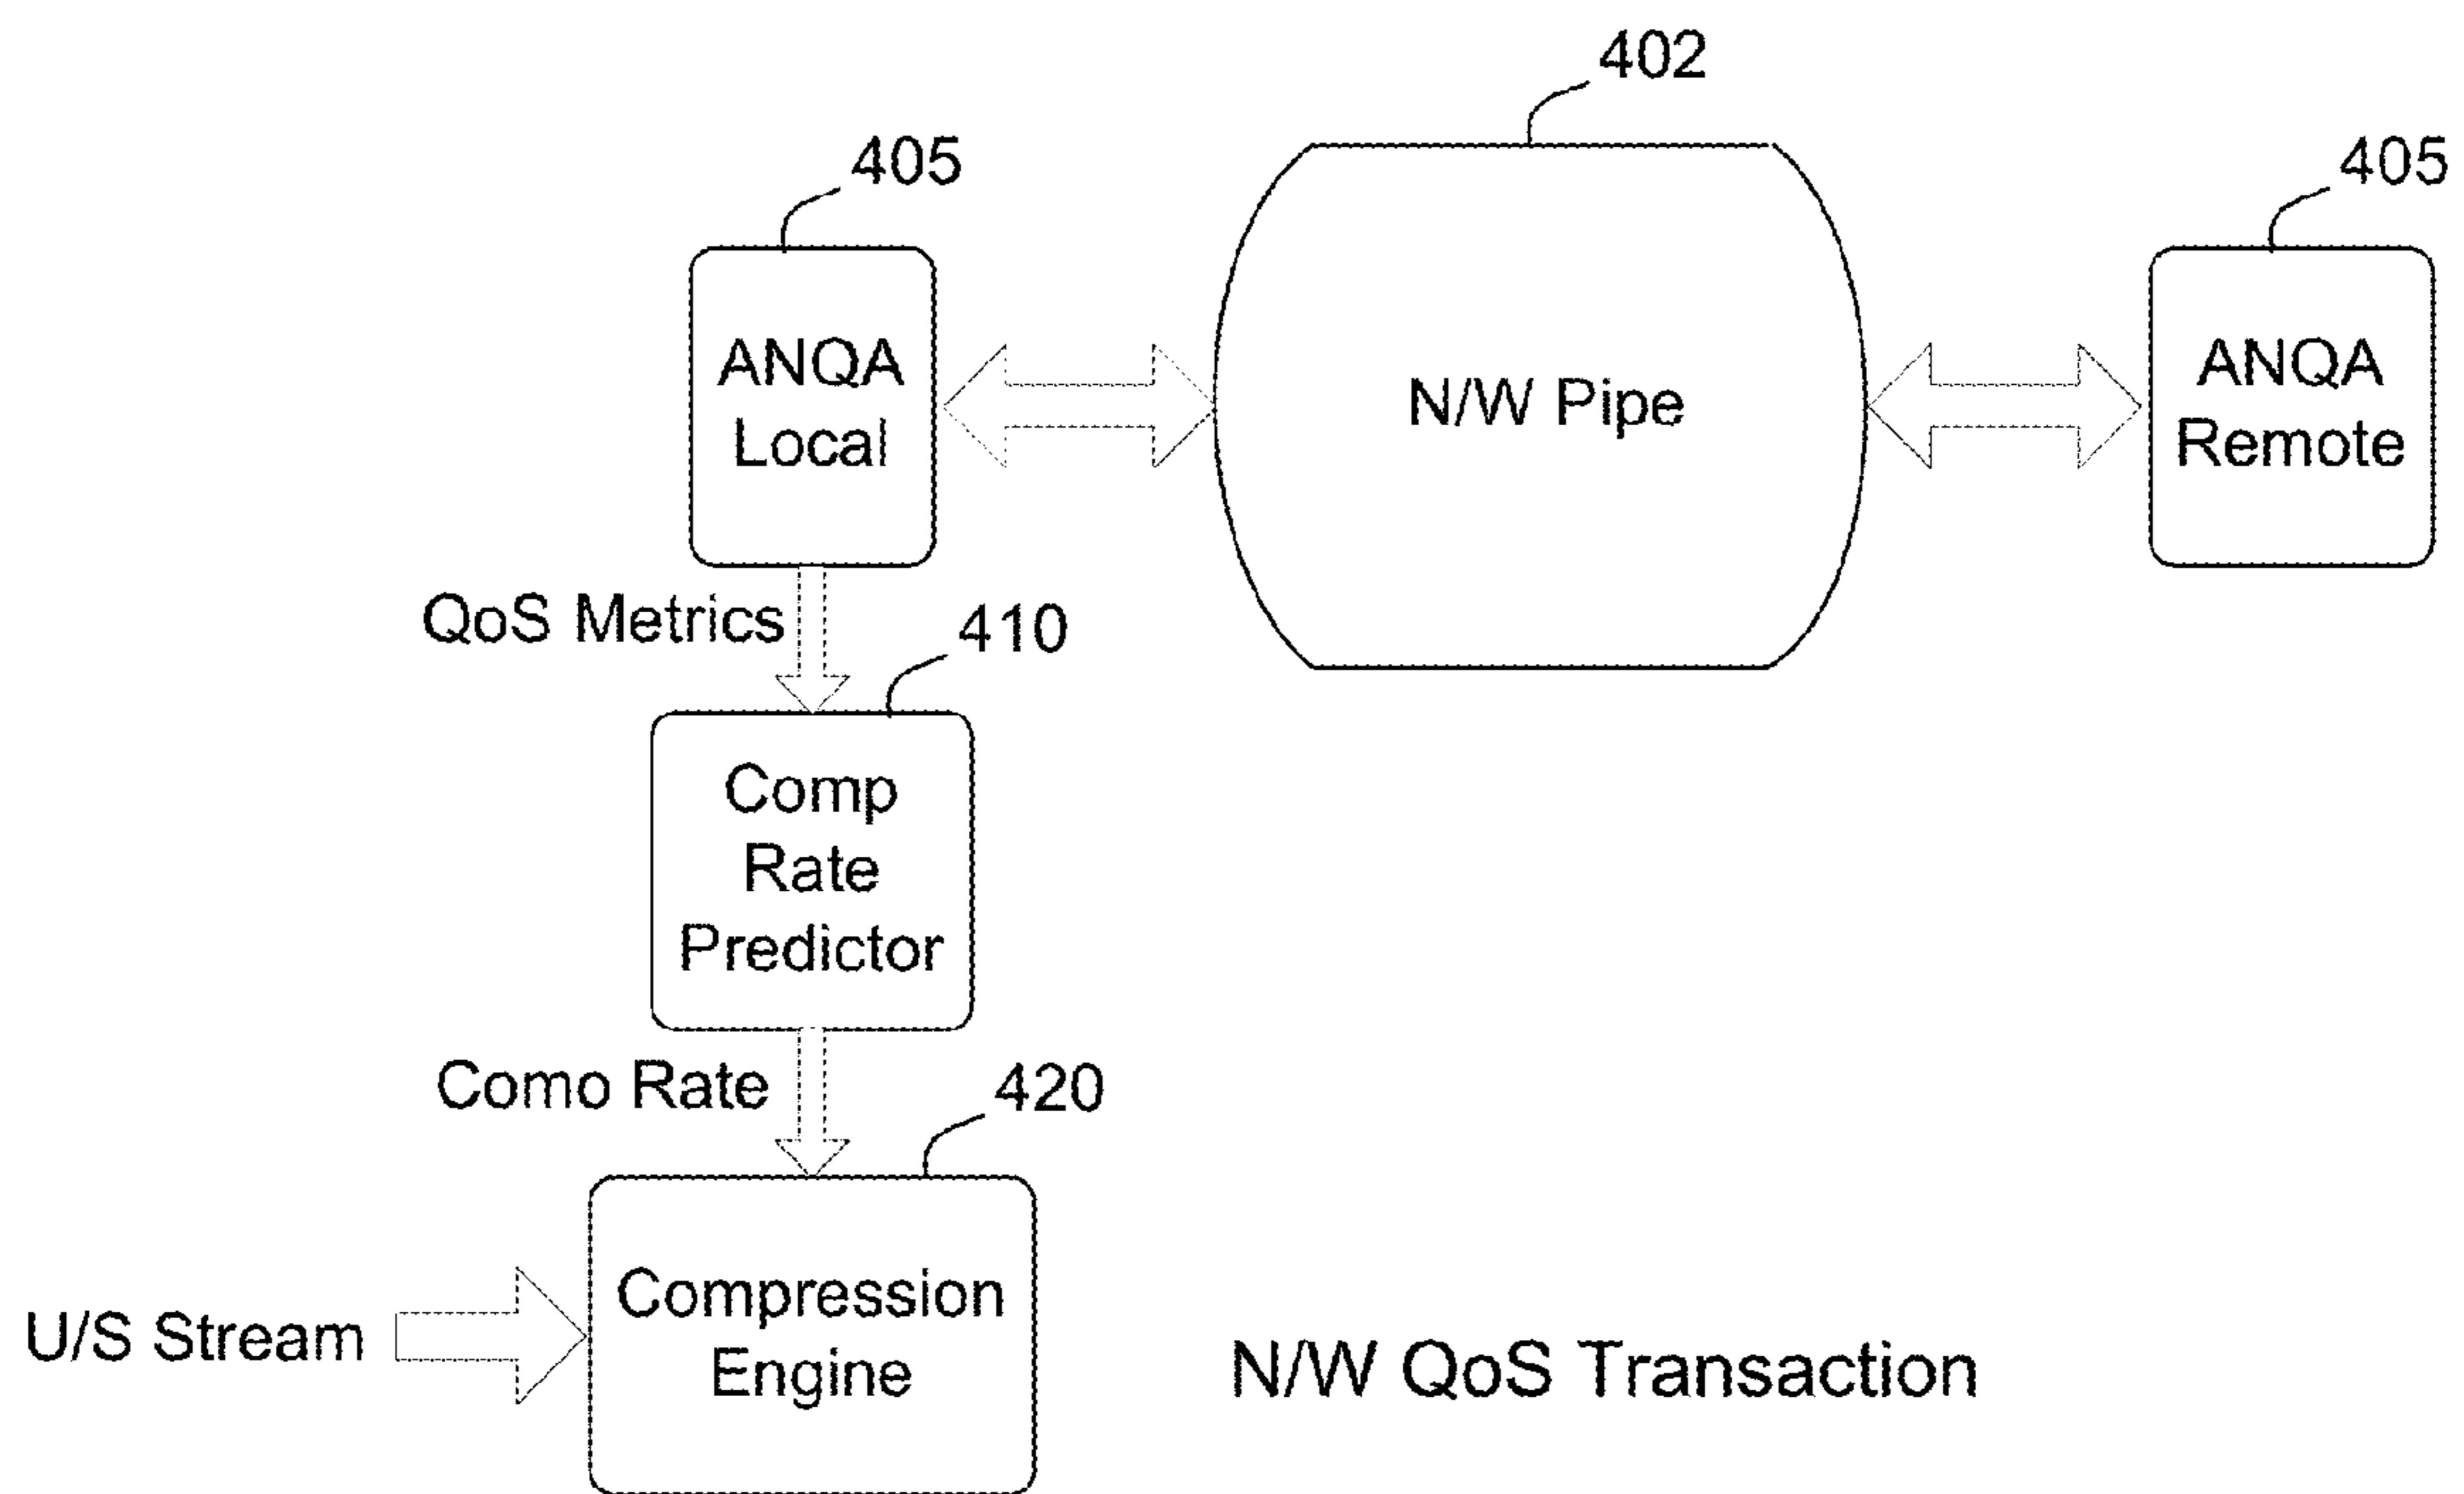 402
405
405
ANQA
Local
N/W Pipe
ANQA
Remote
QoS Metrics
410
Comp
Rate
Predictor
Como Rate
420
U/S Stream
Compression
Engine
N/W QoS Transaction